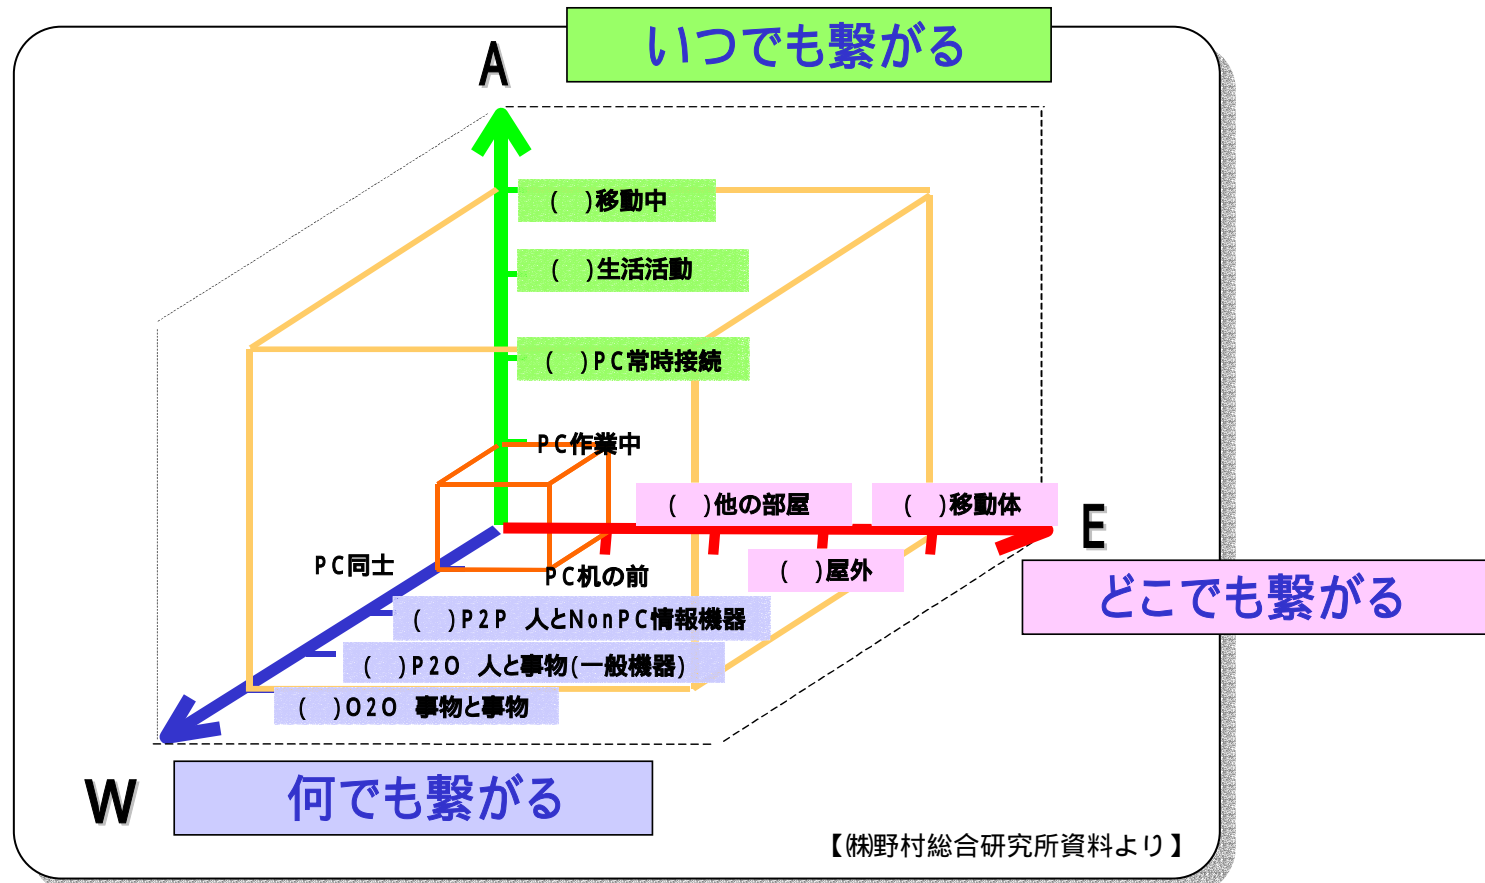 いつでも繋がる
A
(　)移動中
(　)生活活動
(　)PC常時接続
PC作業中
(　)他の部屋
(　)移動体
E
PC同士
PC机の前
(　)屋外
どこでも繋がる
(　)P2P 人とNonPC情報機器
(　)P2O 人と事物(一般機器)
(　)O2O 事物と事物
W
何でも繋がる
【㈱野村総合研究所資料より】